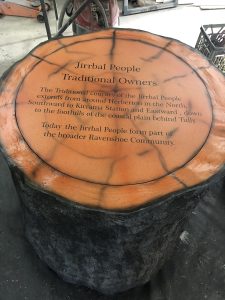 Jirrbal People
Traditional Owners
The Traditional country of the Jirrbal People
extends from around Herberton in the North,
Southward to Kirrama Station and Eastward down
to the foothills of the coastal plain behind Tully.
Today the Jirrbal People form part of
the broader Ravenshoe Community.